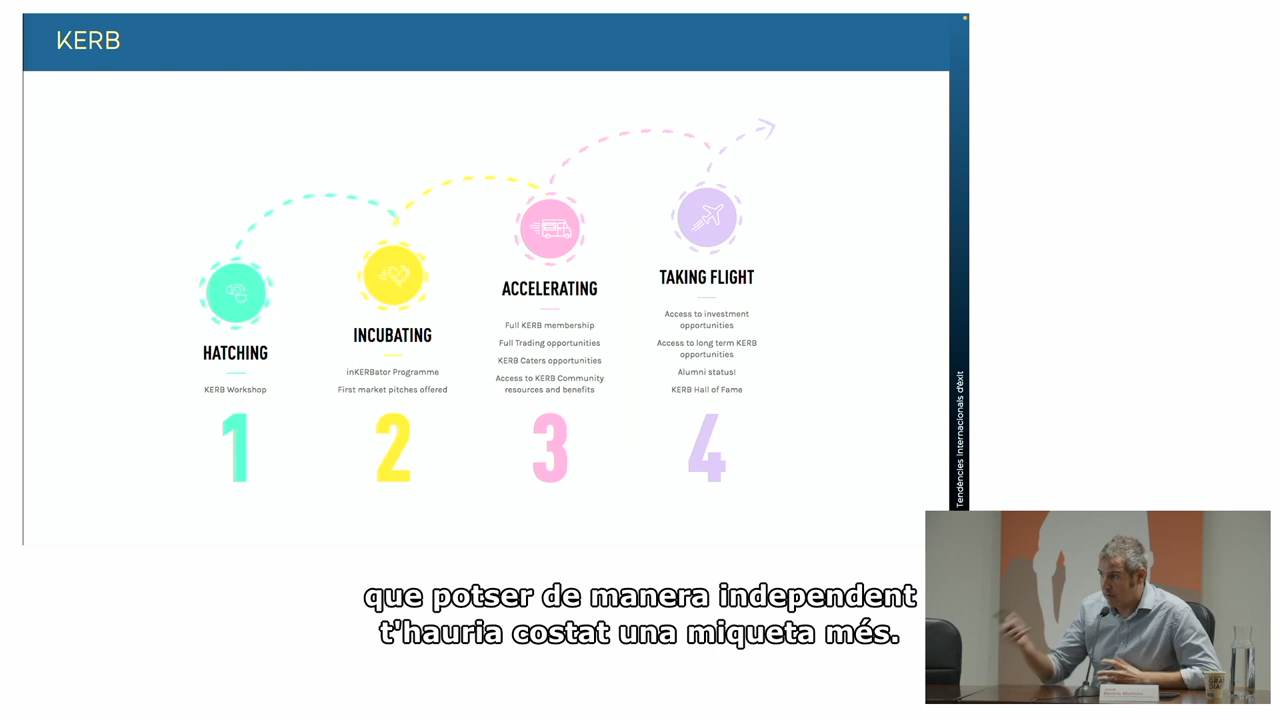 KERB
HATCHING
KERB Workshop
1
INCUBATING
inKERBator Programme
First market pitches offered
2
ACCELERATING
Full KERB membership
Full Trading opportunities
KERB Caters opportunities
Access to KERB Community
resources and benefits
3
TAKING FLIGHT
Access to investment
opportunities
Access to long term KERB
opportunities
Alumni status!
KERB Hall of Fame
4
Tendències internacionals d'èxit
que potser de manera independent
t'hauria costat una miqueta més.